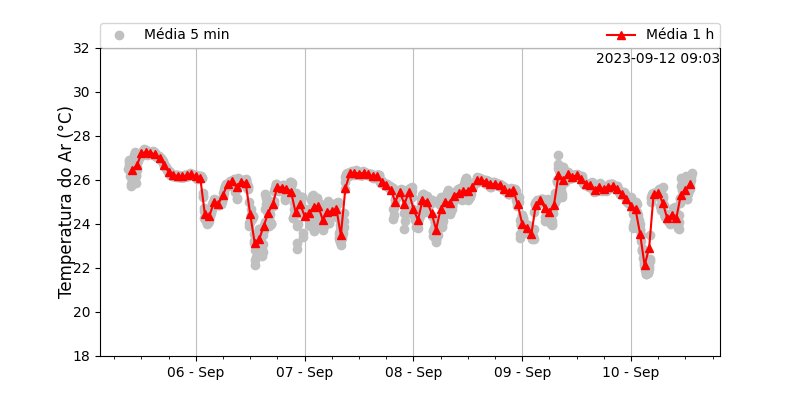 Média 5 min
Média 1 h
2023-09-12 09:03
Temperatura do Ar (°C)
32
30
28
26
24
22
20
18
06 - Sep
07 - Sep
08 - Sep
09 - Sep
10 - Sep